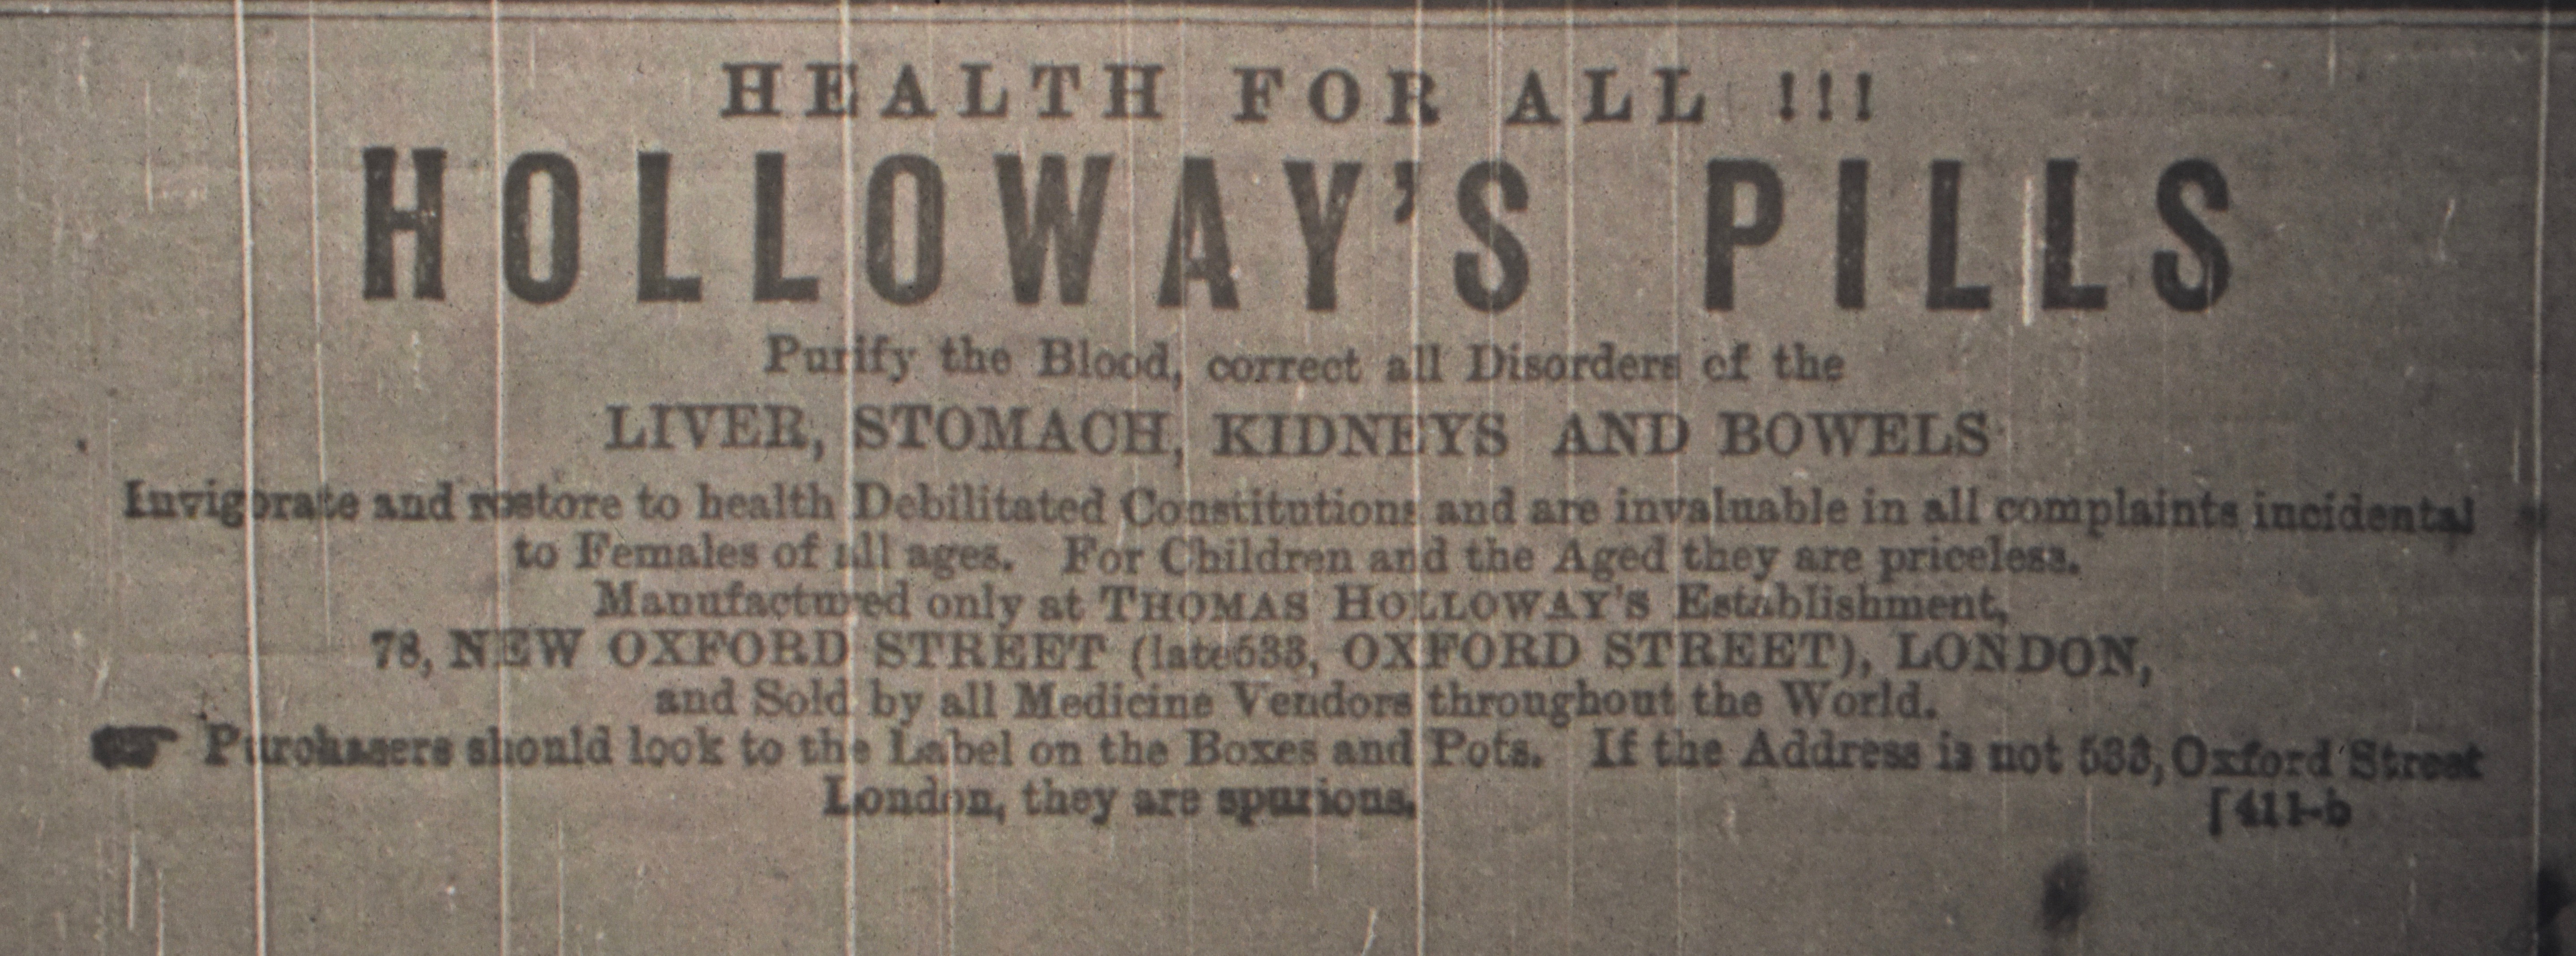 HEALTH FOR ALL !!!
HOLLOWAY'S PILLS
Purify the Blood, correct all Disorders of the
LIVER, STOMACH, KIDNEYS AND BOWELS
Invigorate and restore to health Debilitated Constitutions and are invaluable in all complaints incidental
to Females of all ages. For Children and the Aged they are priceless.
Manufactured only at THOMAS HOLLOWAY'S Establishment,
78, NEW OXFORD STREET (late 533, OXFORD STREET), LONDON,
and Sold by all Medicine Vendors throughout the World.
☞ Purchasers should look to the Label on the Boxes and Pots. If the Address is not 533, Oxford Street
London, they are spurious.
[411-b